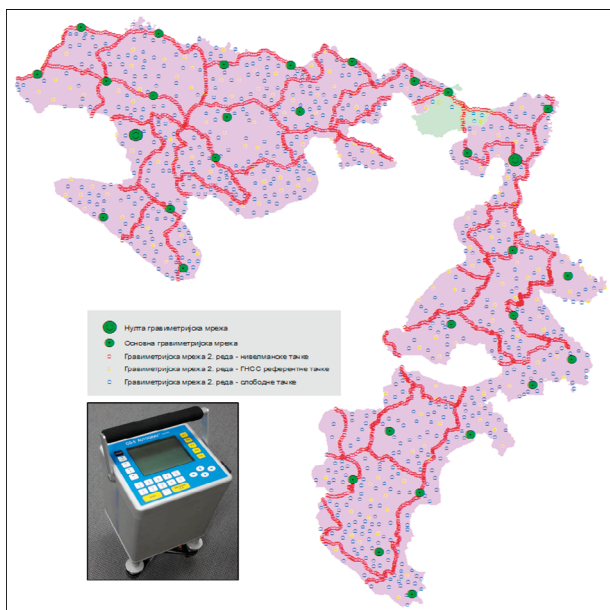 Нулта гравиметријска мрежа
Основна гравиметријска мрежа
Гравиметријска мрежа 2. реда - нивелманске тачке
Гравиметријска мрежа 2. реда - ГНСС референтне тачке
Гравиметријска мрежа 2. реда - слободне тачке